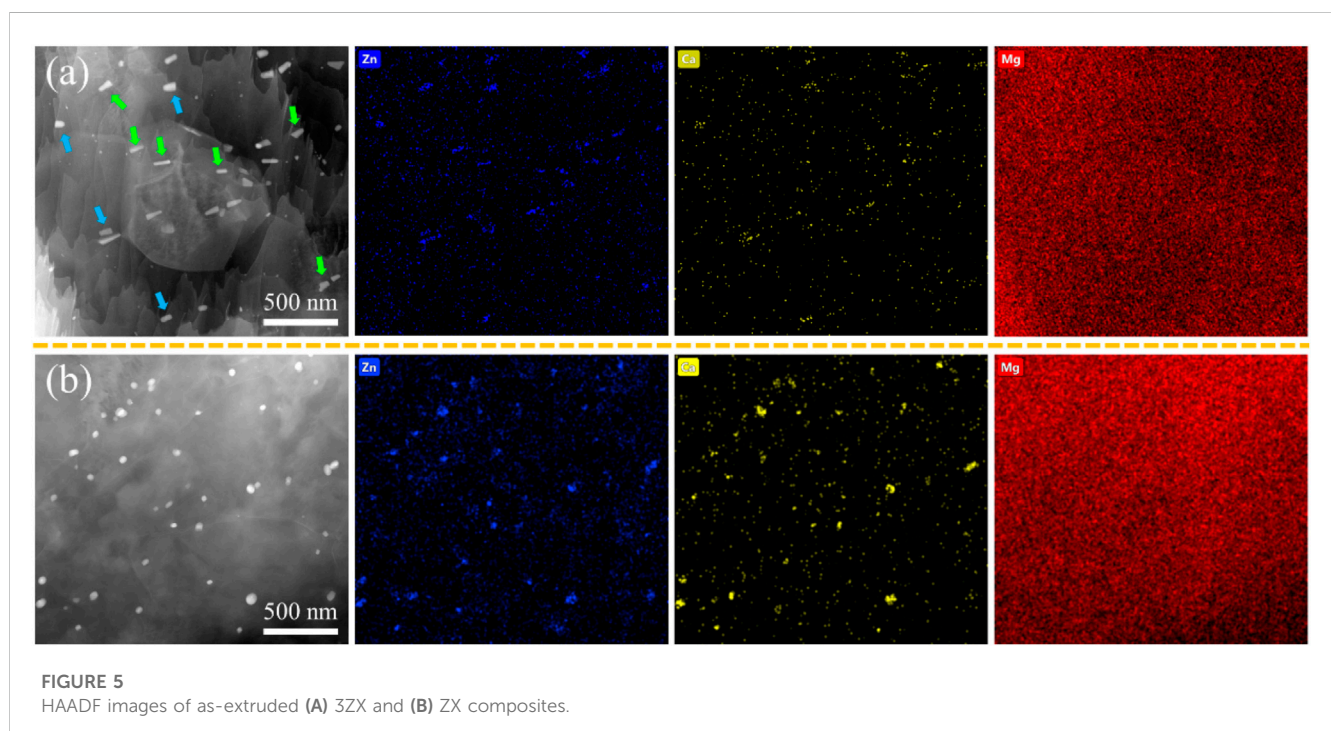 (a)
Zn
Ca
Mg
500 nm
(b)
Zn
Ca
Mg
500 nm
FIGURE 5
HAADF images of as-extruded (A) 3ZX and (B) ZX composites.